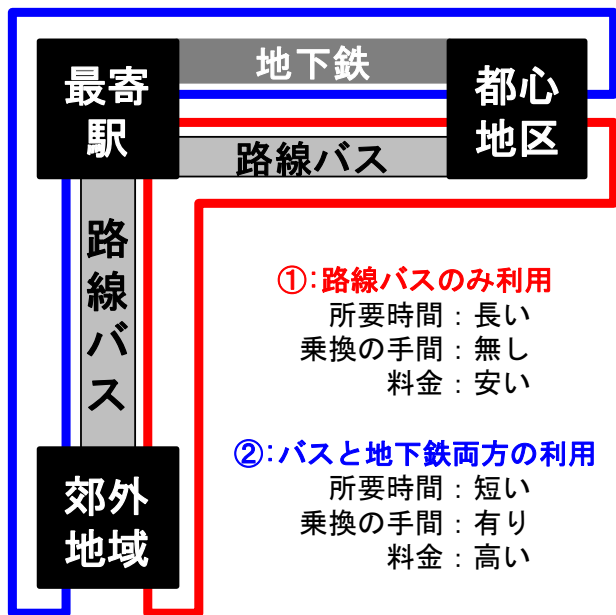 最寄
駅
地下鉄
都心
地区
路線バス
路線バス
①:路線バスのみ利用
所要時間：長い
乗換の手間：無し
料金：安い
②:バスと地下鉄両方の利用
所要時間：短い
乗換の手間：有り
料金：高い
郊外
地域